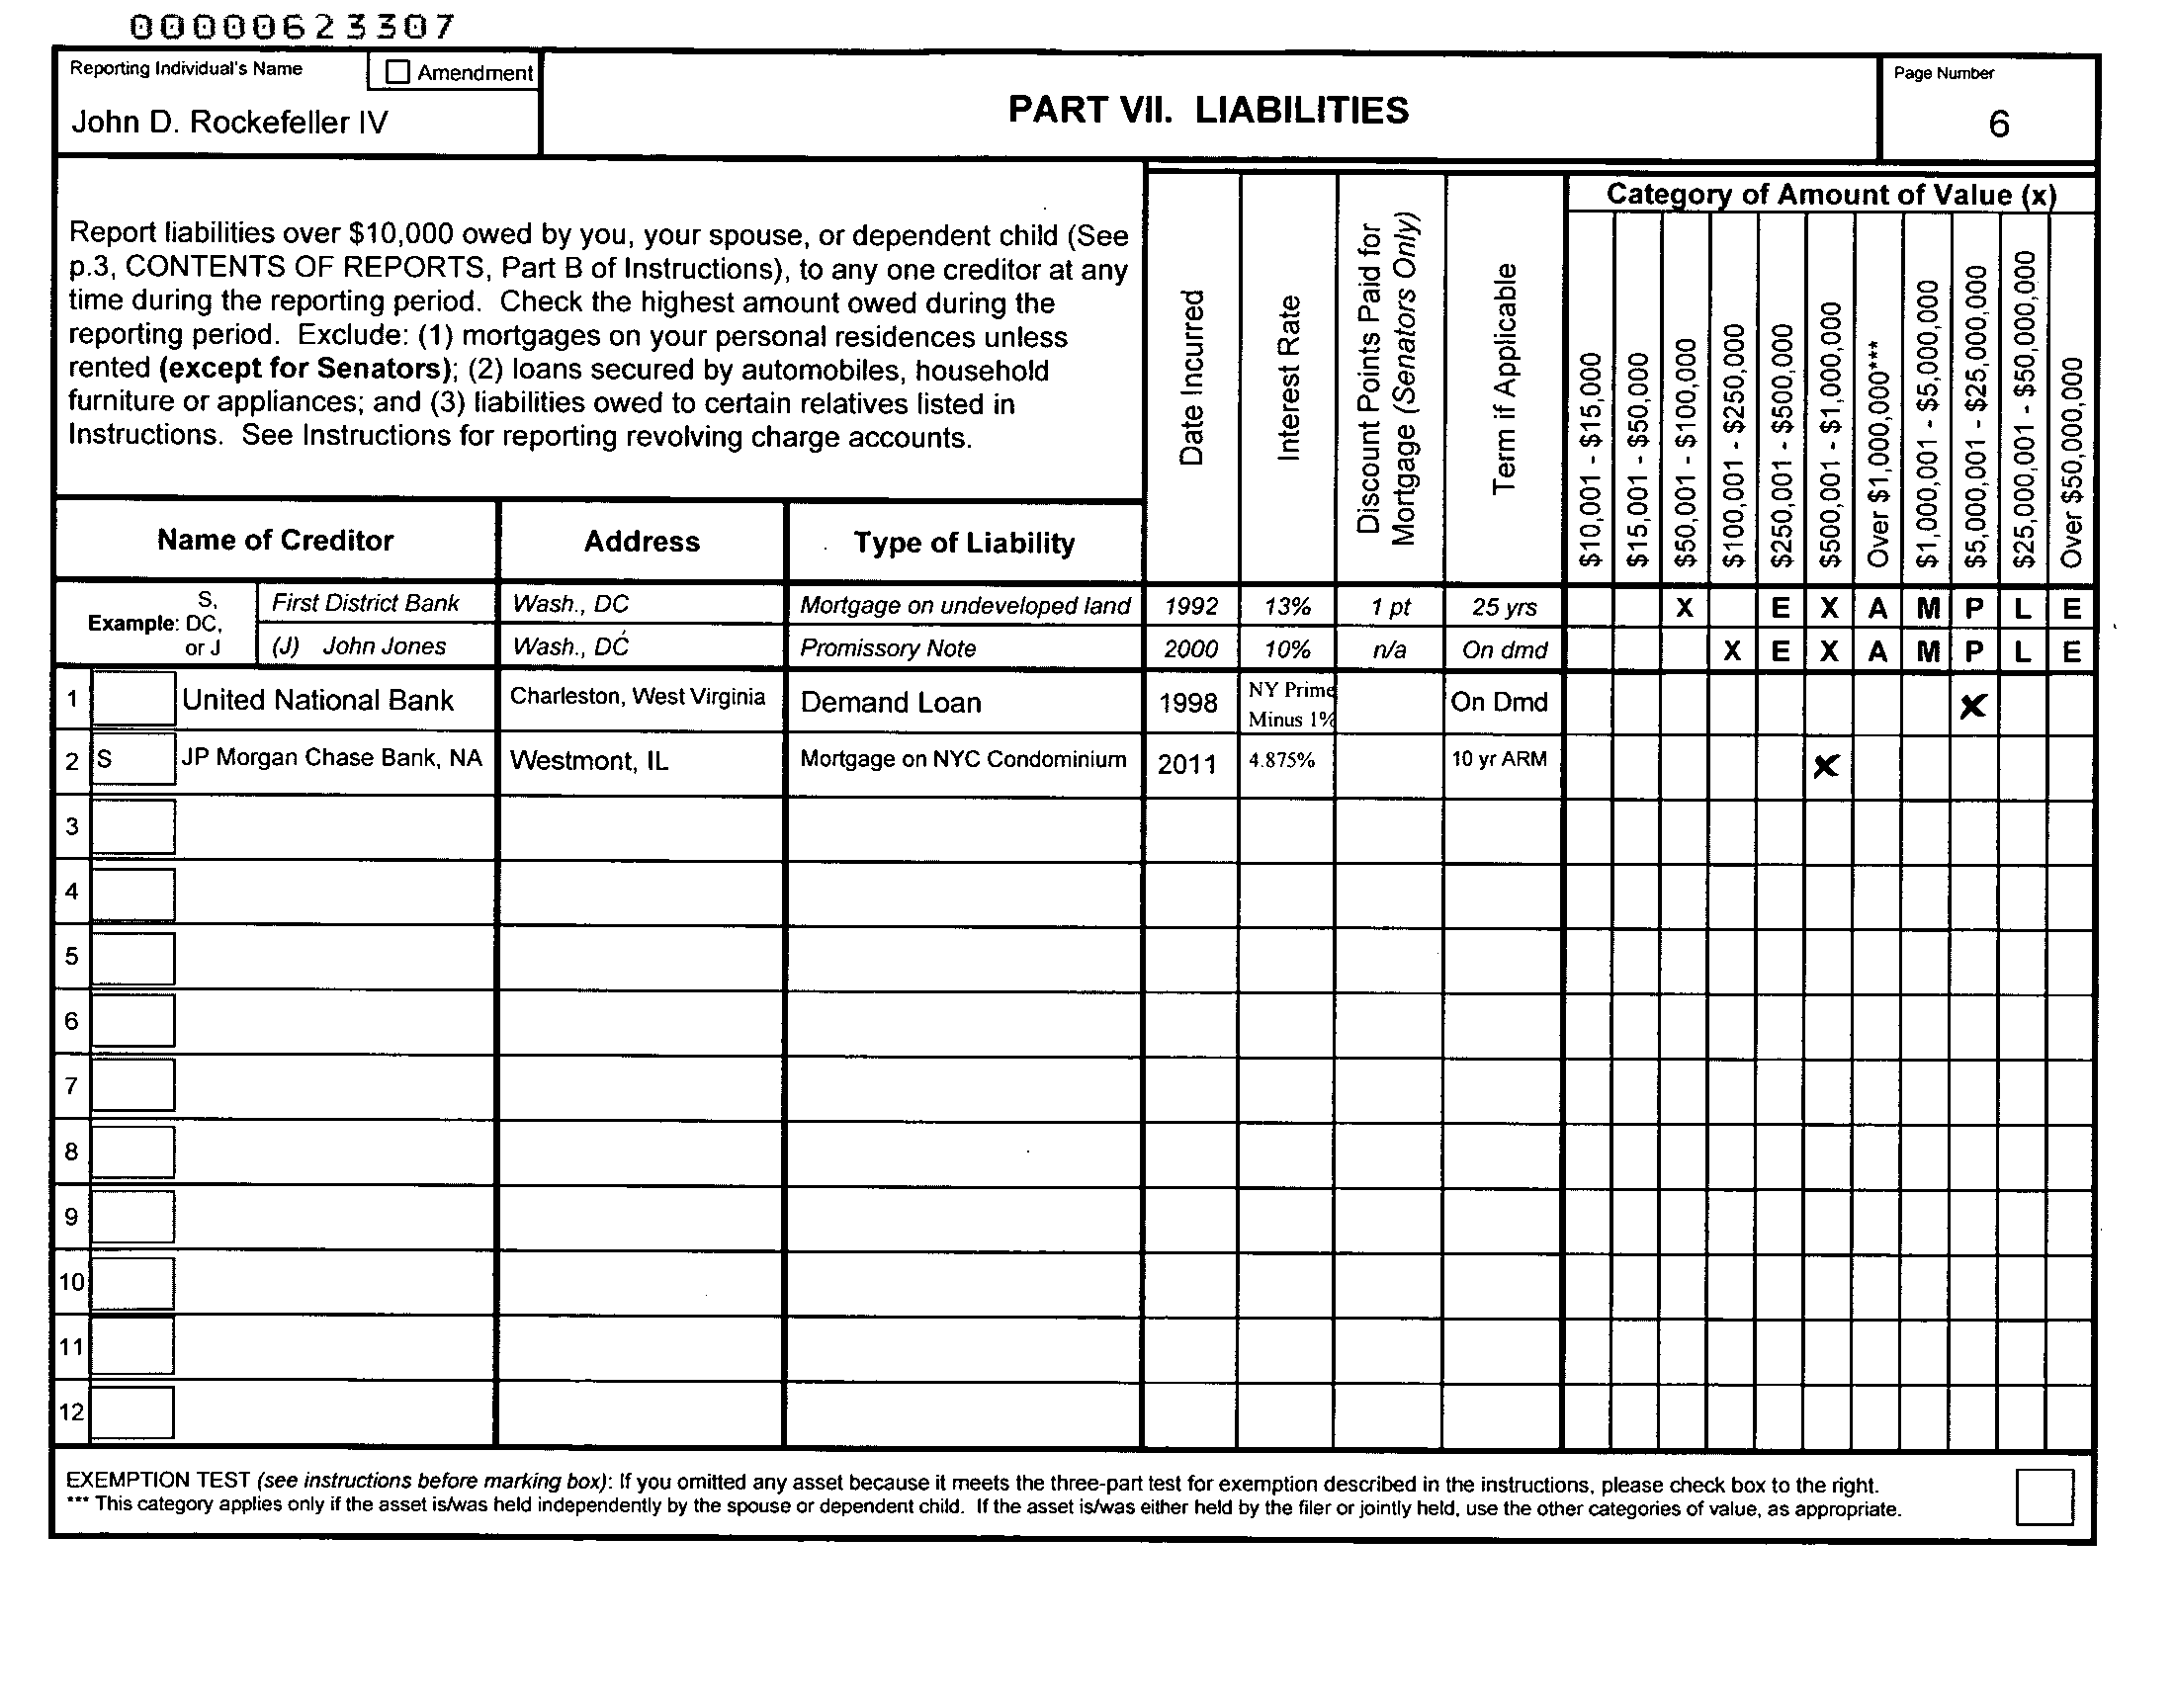 00000623307
Reporting Individual's Name
Amendment
John D. Rockefeller IV
PART VII. LIABILITIES
Page Number
6
Report liabilities over $10,000 owed by you, your spouse, or dependent child (See
p.3, CONTENTS OF REPORTS, Part B of Instructions), to any one creditor at any
time during the reporting period. Check the highest amount owed during the
reporting period. Exclude: (1) mortgages on your personal residences unless
rented (except for Senators); (2) loans secured by automobiles, household
furniture or appliances; and (3) liabilities owed to certain relatives listed in
Instructions. See Instructions for reporting revolving charge accounts.
Name of Creditor
Address
Type of Liability
Date Incurred
Interest Rate
Discount Points Paid for
Mortgage (Senators Only)
Term if Applicable
Category of Amount of Value (x)
$10,001 - $15,000
$15,001 - $50,000
$50,001 - $100,000
$100,001 - $250,000
$250,001 - $500,000
$500,001 - $1,000,000
Over $1,000,000***
$1,000,001 - $5,000,000
$5,000,001 - $25,000,000
$25,000,001 - $50,000,000
Over $50,000,000
Example:
S,
DC,
or J
First District Bank Wash., DC Mortgage on undeveloped land 1992 13% 1 pt 25 yrs X E X A M P L E
(J) John Jones Wash., DC Promissory Note 2000 10% n/a On dmd X E X A M P L E
1 United National Bank Charleston, West Virginia Demand Loan 1998 NY Prime
Minus 1%
On Dmd X
2 S JP Morgan Chase Bank, NA Westmont, IL Mortgage on NYC Condominium 2011 4.875% 10 yr ARM X
3
4
5
6
7
8
9
10
11
12
EXEMPTION TEST (see instructions before marking box): If you omitted any asset because it meets the three-part test for exemption described in the instructions, please check box to the right.
*** This category applies only if the asset is/was held independently by the spouse or dependent child. If the asset is/was either held by the filer or jointly held, use the other categories of value, as appropriate.